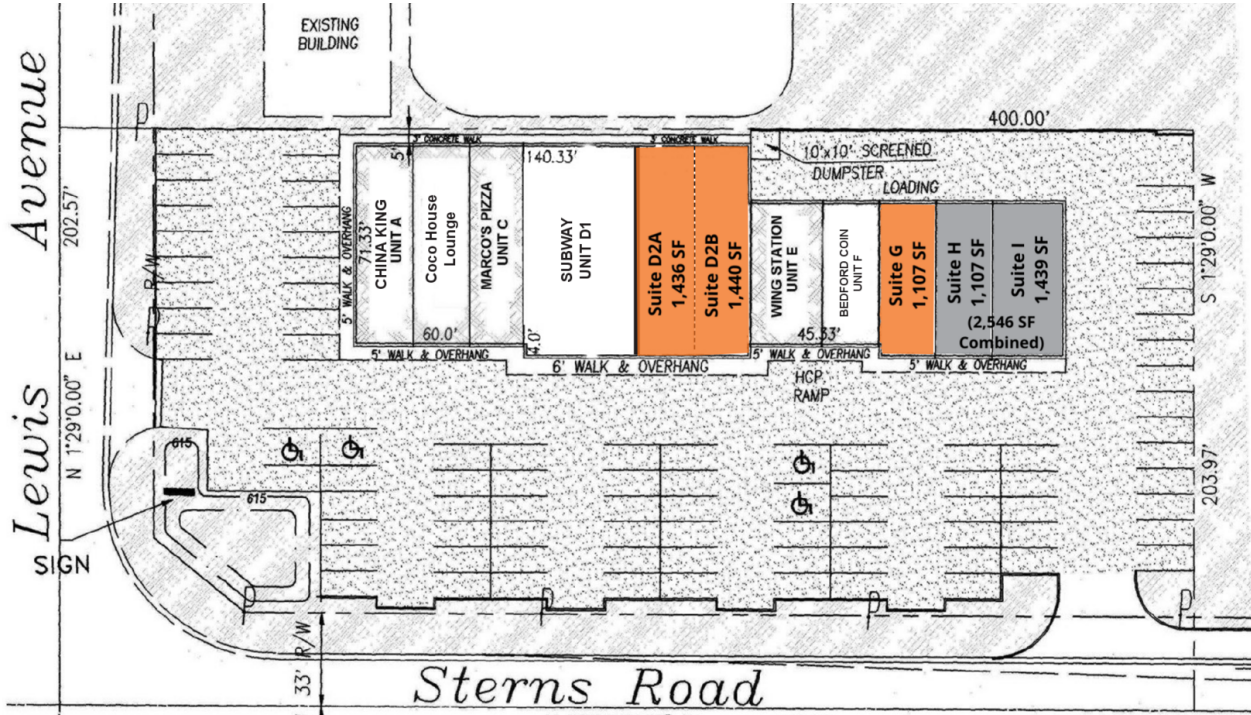 EXISTING
BUILDING
Lewis Avenue
202.57'
N 1°29'0.00" E
R/W
P
P
400.00'
3' CONCRETE WALK
3' CONCRETE WALK
5'
140.33'
10'x10' SCREENED
DUMPSTER
LOADING
5' WALK & OVERHANG
71.33'
CHINA KING
UNIT A
Coco House
Lounge
MARCO'S PIZZA
UNIT C
SUBWAY
UNIT D1
Suite D2A
1,436 SF
Suite D2B
1,440 SF
WING STATION
UNIT E
BEDFORD COIN
UNIT F
Suite G
1,107 SF
Suite H
1,107 SF
Suite I
1,439 SF
(2,546 SF
Combined)
60.0'
4.0'
45.33'
5' WALK & OVERHANG
6' WALK & OVERHANG
5' WALK & OVERHANG
5' WALK & OVERHANG
HCP
RAMP
S 1°29'0.00" W
203.97'
615
615
SIGN
P
P
P
P
33' R/W
Sterns Road